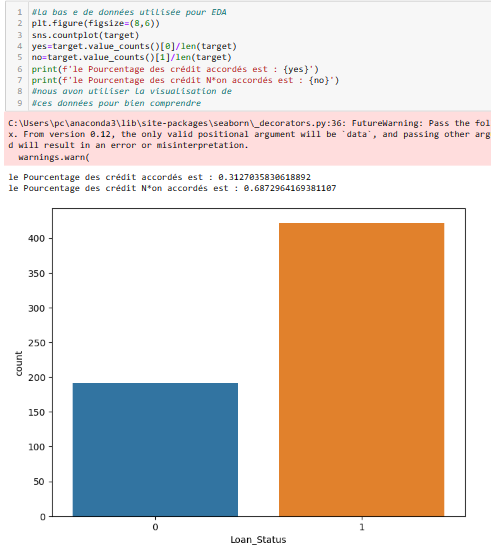 1 #la bas e de données utilisée pour EDA
2 plt.figure(figsize=(8,6))
3 sns.countplot(target)
4 yes=target.value_counts()[0]/len(target)
5 no=target.value_counts()[1]/len(target)
6 print(f'le Pourcentage des crédit accordés est : {yes}')
7 print(f'le Pourcentage des crédit N*on accordés est : {no}')
8 #nous avon utiliser la visualisation de
9 #ces données pour bien comprendre
C:\Users\pc\anaconda3\lib\site-packages\seaborn\_decorators.py:36: FutureWarning: Pass the fol
x. From version 0.12, the only valid positional argument will be `data`, and passing other arg
d will result in an error or misinterpretation.
warnings.warn(
le Pourcentage des crédit accordés est : 0.3127035830618892
le Pourcentage des crédit N*on accordés est : 0.6872964169381107
400
350
300
250
200
150
100
50
0
count
0 1
Loan_Status